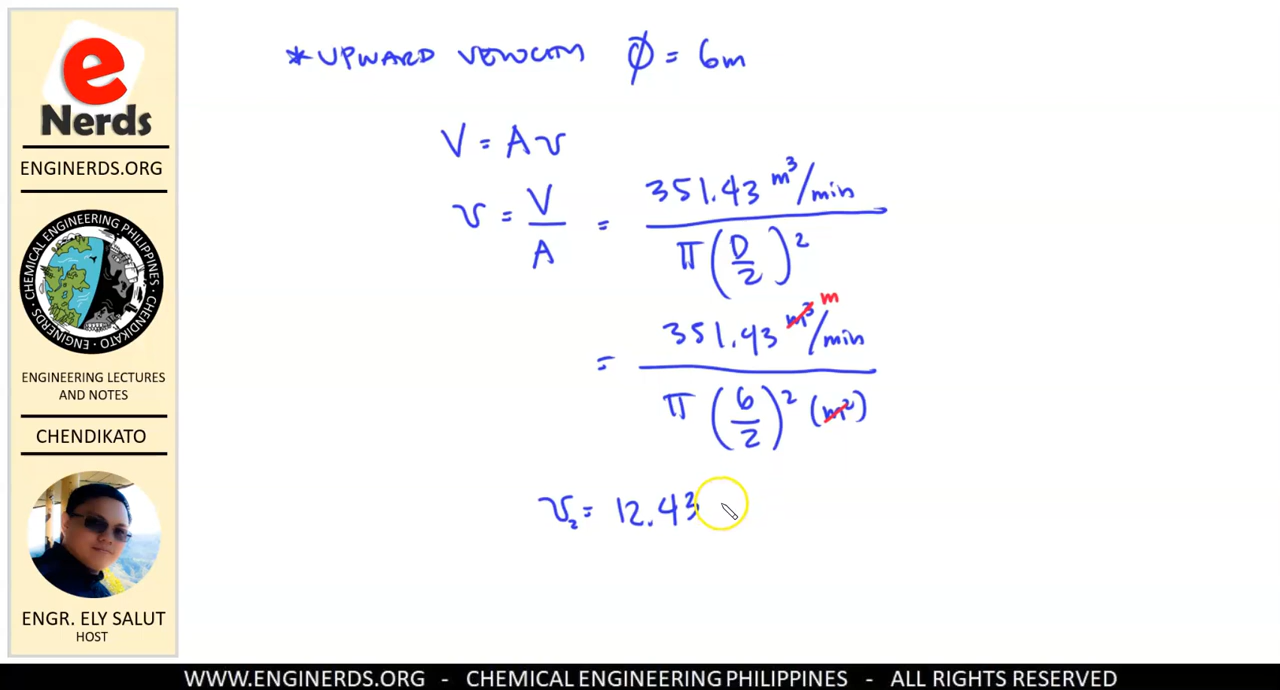 e
Nerds
ENGINERDS.ORG
CHEMICAL ENGINEERING PHILIPPINES
CHENDIKATO - ENGINERDS
ENGINEERING LECTURES
AND NOTES
CHENDIKATO
ENGR. ELY SALUT
HOST
* UPWARD VELOCITY Ø = 6m
V = Av
v = V/A = 351.43 m³/min / π(D/2)²
= 351.43 m³ m/min / π(6/2)² (m²)
v₂ = 12.43
WWW.ENGINERDS.ORG - CHEMICAL ENGINEERING PHILIPPINES - ALL RIGHTS RESERVED